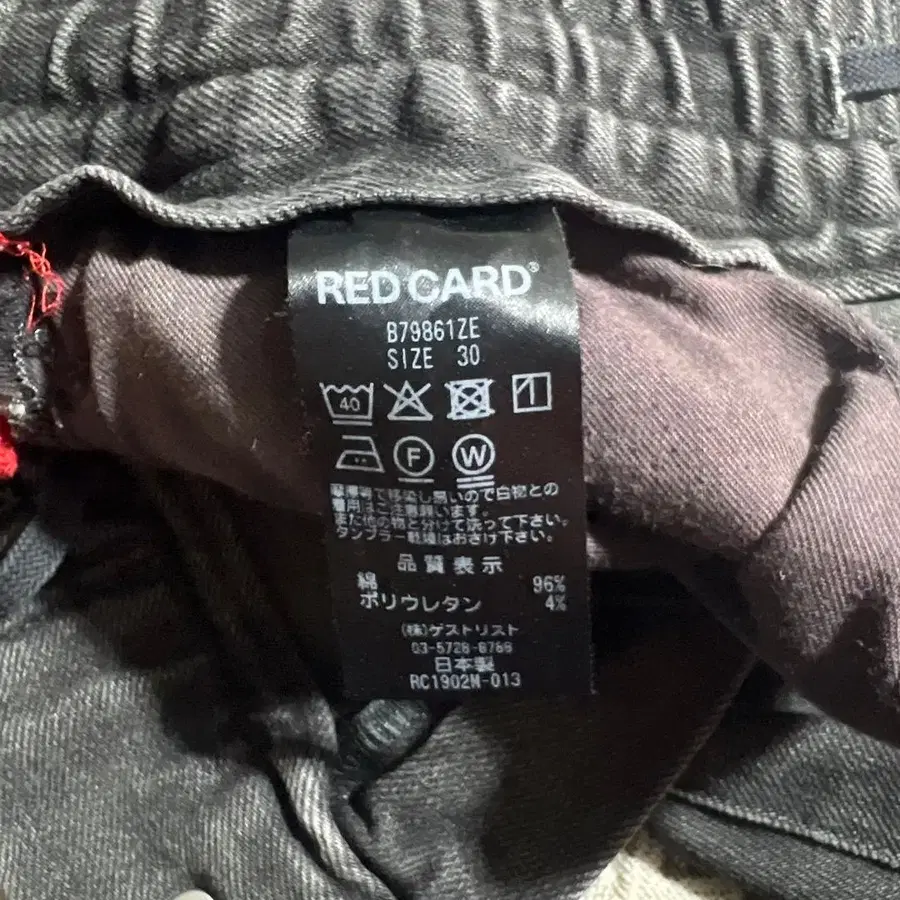 RED CARD®
B79861ZE
SIZE 30
40
F W
摩擦等で移染し易いので白物との
着用はご注意願います。
また他の物と分けて洗って下さい。
タンブラー乾燥はおさけ下さい。
品質表示
綿 96%
ポリウレタン 4%
(株)ゲストリスト
03-5728-8788
日本製
RC1902M-013